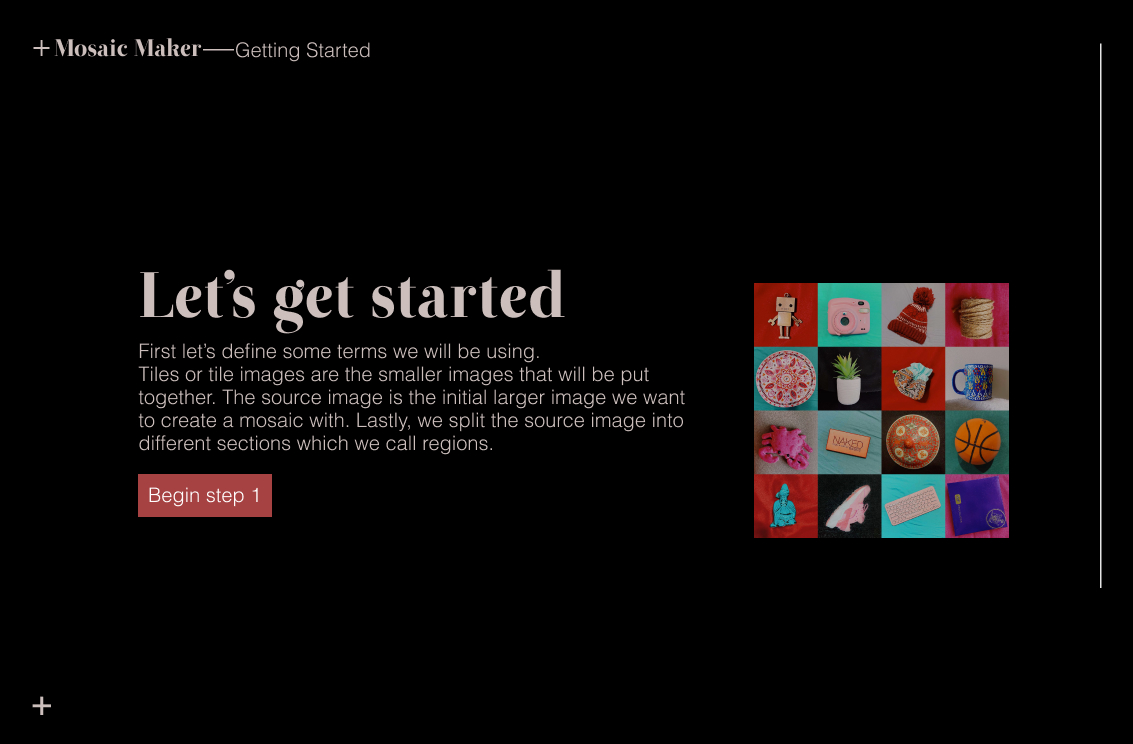 + Mosaic Maker—Getting Started
Let’s get started
First let’s define some terms we will be using.
Tiles or tile images are the smaller images that will be put
together. The source image is the initial larger image we want
to create a mosaic with. Lastly, we split the source image into
different sections which we call regions.
NAKED
Begin step 1
+